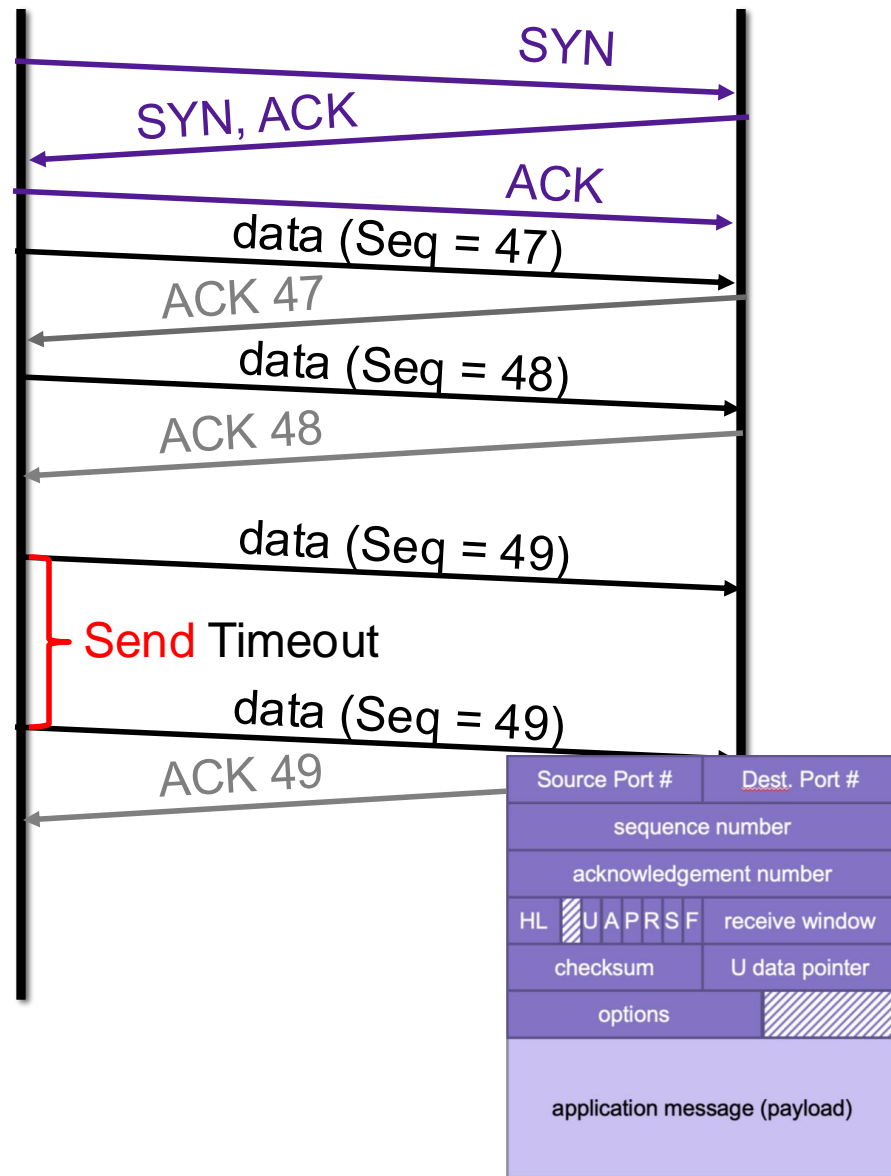 SYN
SYN, ACK
ACK
data (Seq = 47)
ACK 47
data (Seq = 48)
ACK 48
data (Seq = 49)
Send Timeout
data (Seq = 49)
ACK 49
Source Port # Dest. Port #
sequence number
acknowledgement number
HL U A P R S F receive window
checksum U data pointer
options
application message (payload)